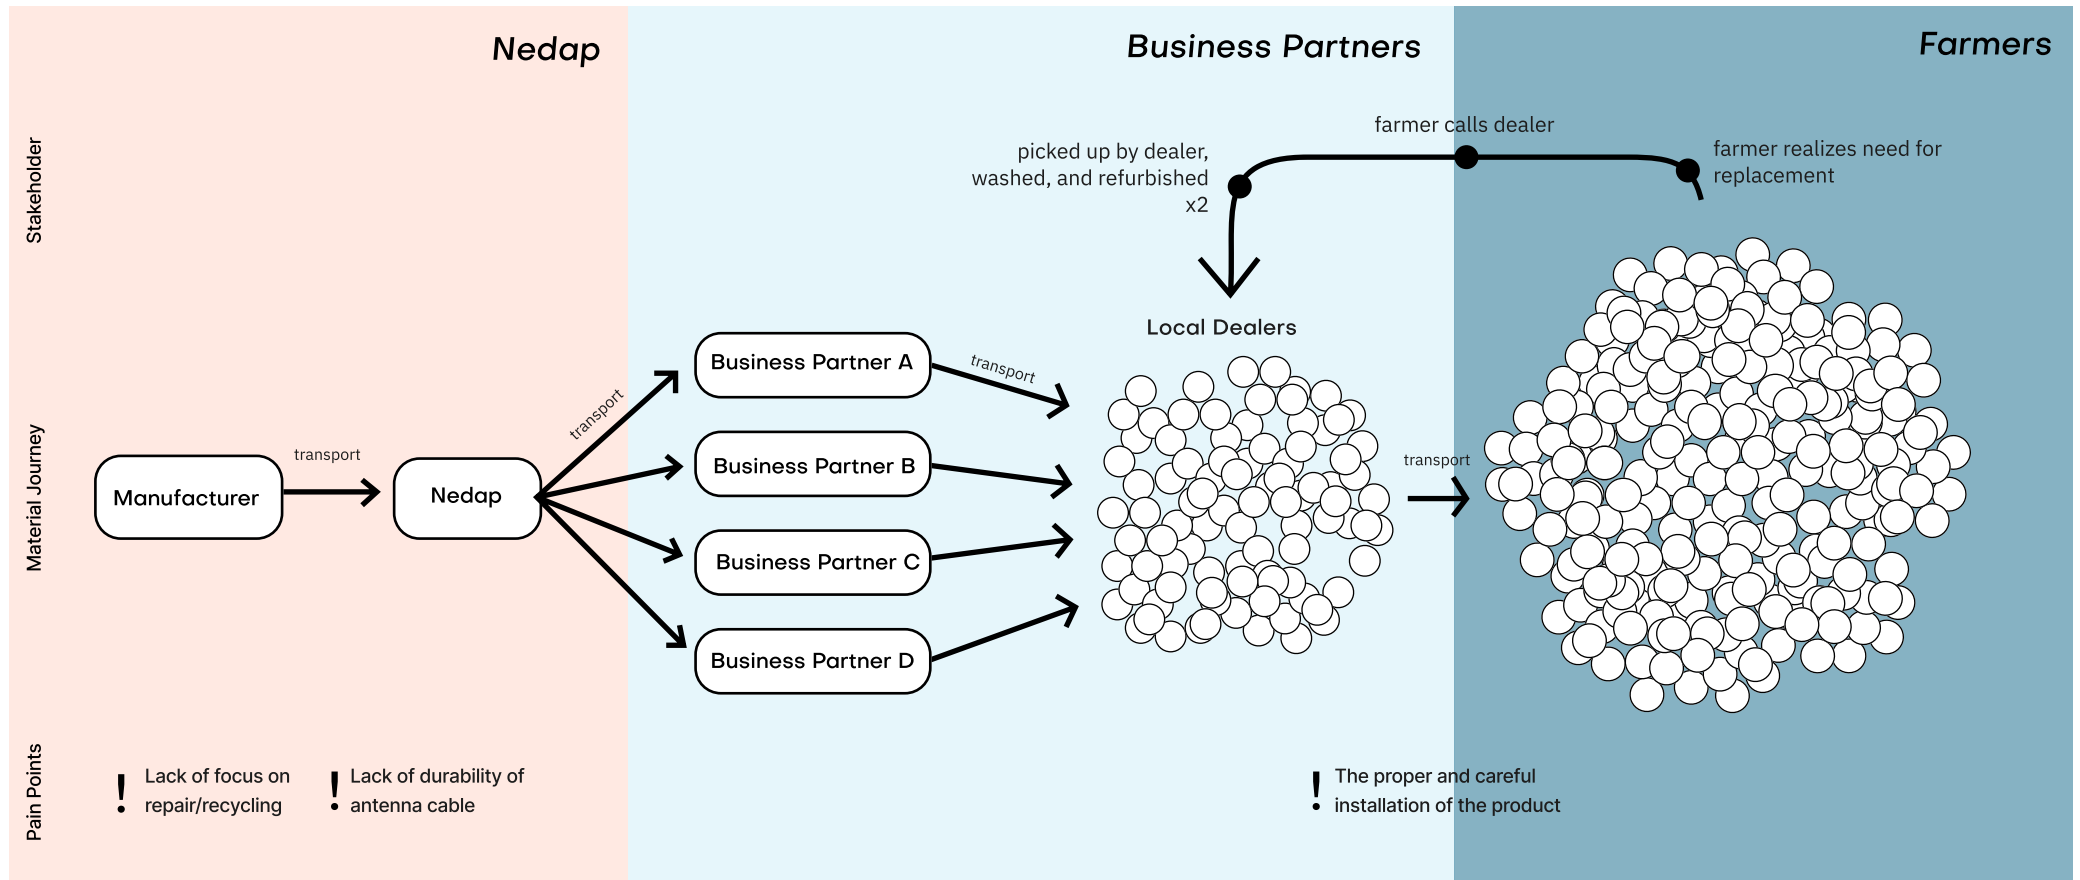 Nedap
Business Partners
Farmers
Stakeholder
farmer calls dealer
picked up by dealer,
washed, and refurbished
x2
farmer realizes need for
replacement
Local Dealers
Material Journey
Manufacturer
transport
Nedap
transport
Business Partner A
Business Partner B
Business Partner C
Business Partner D
transport
transport
Pain Points
! Lack of focus on
repair/recycling
! Lack of durability of
antenna cable
! The proper and careful
installation of the product